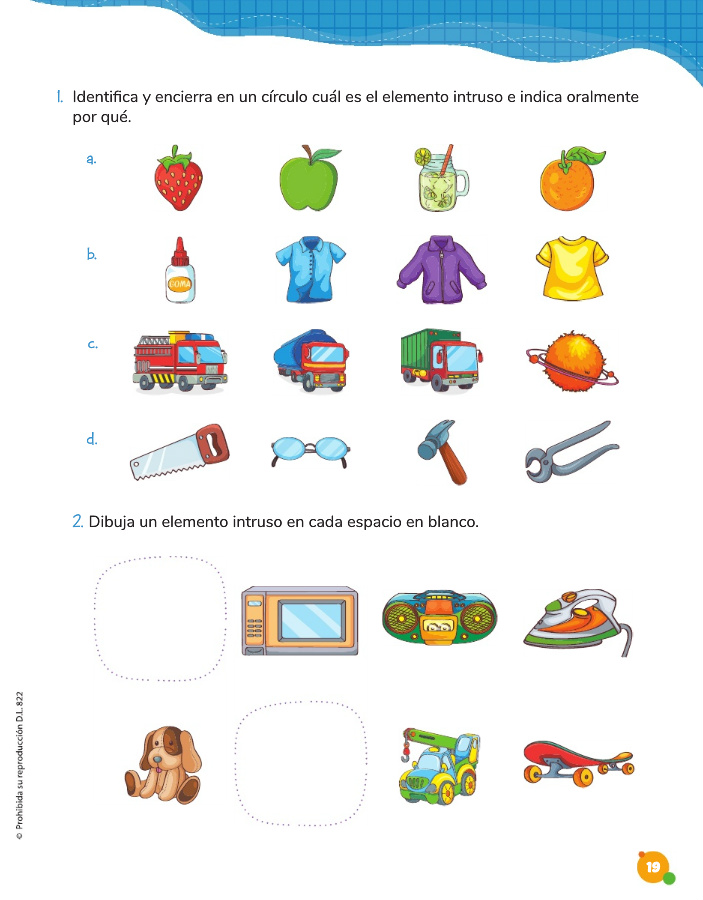 1. Identifica y encierra en un círculo cuál es el elemento intruso e indica oralmente
por qué.
a.
b.
GOMA
c.
d.
2. Dibuja un elemento intruso en cada espacio en blanco.
© Prohibida su reproducción D.L. 822
19